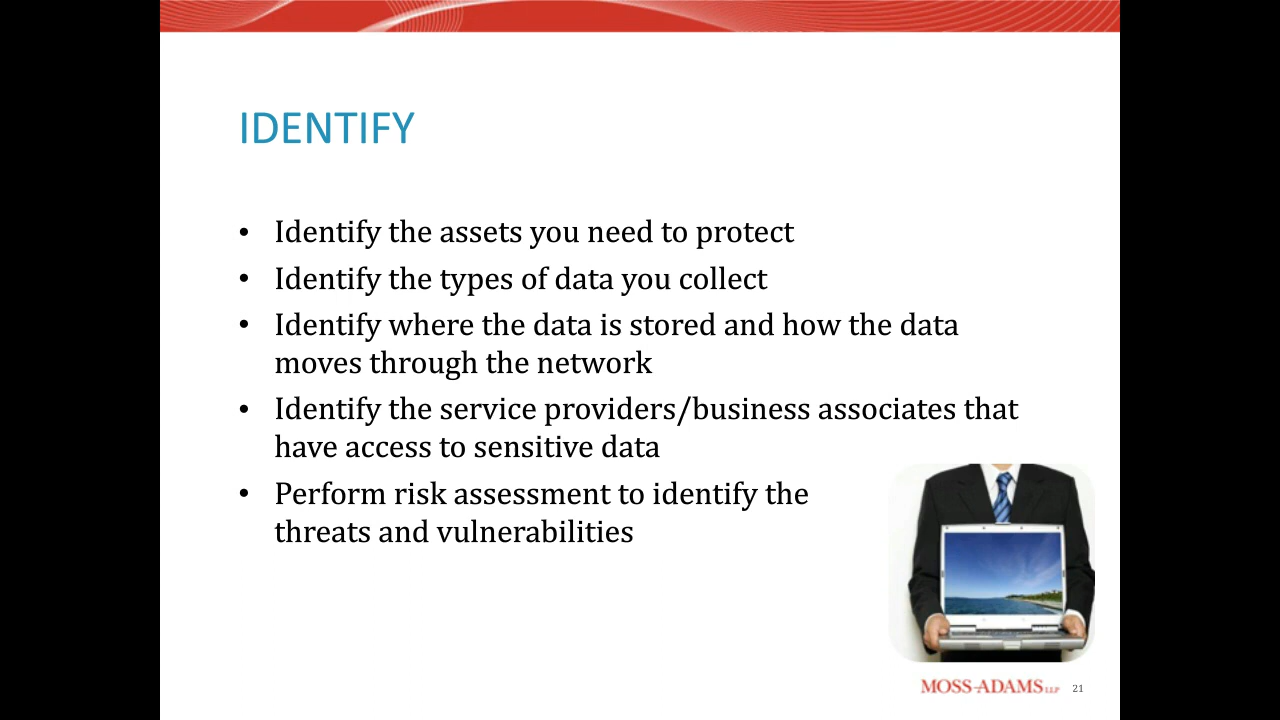 IDENTIFY
• Identify the assets you need to protect
• Identify the types of data you collect
• Identify where the data is stored and how the data
moves through the network
• Identify the service providers/business associates that
have access to sensitive data
• Perform risk assessment to identify the
threats and vulnerabilities
MOSS-ADAMS LLP 21